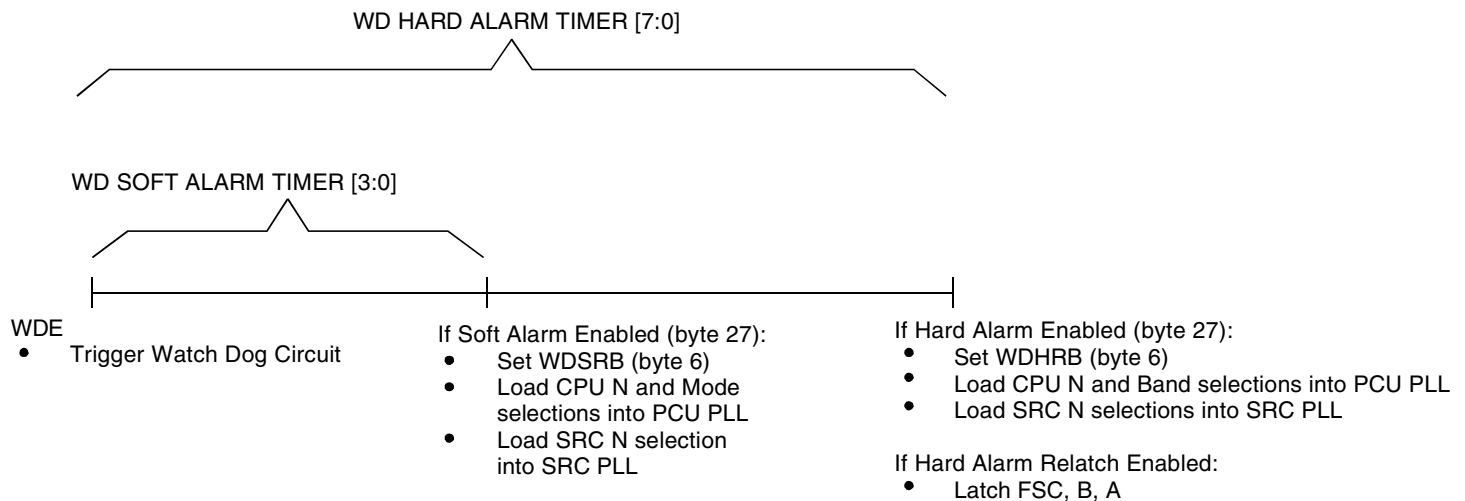 WD HARD ALARM TIMER [7:0]
WD SOFT ALARM TIMER [3:0]
WDE
• Trigger Watch Dog Circuit
If Soft Alarm Enabled (byte 27):
• Set WDSRB (byte 6)
• Load CPU N and Mode
selections into PCU PLL
• Load SRC N selection
into SRC PLL
If Hard Alarm Enabled (byte 27):
• Set WDHRB (byte 6)
• Load CPU N and Band selections into PCU PLL
• Load SRC N selections into SRC PLL
If Hard Alarm Relatch Enabled:
• Latch FSC, B, A